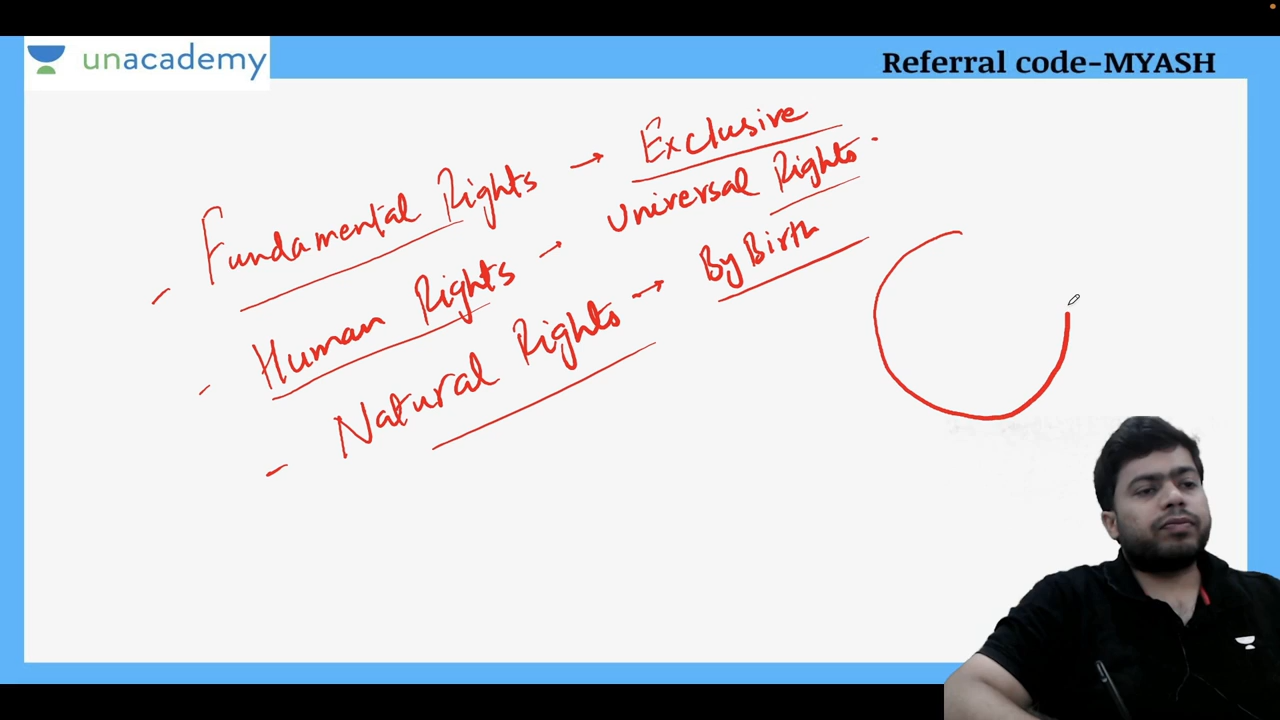 unacademy
Referral code-MYASH
- Fundamental Rights → Exclusive
- Human Rights → Universal Rights.
- Natural Rights → By Birth